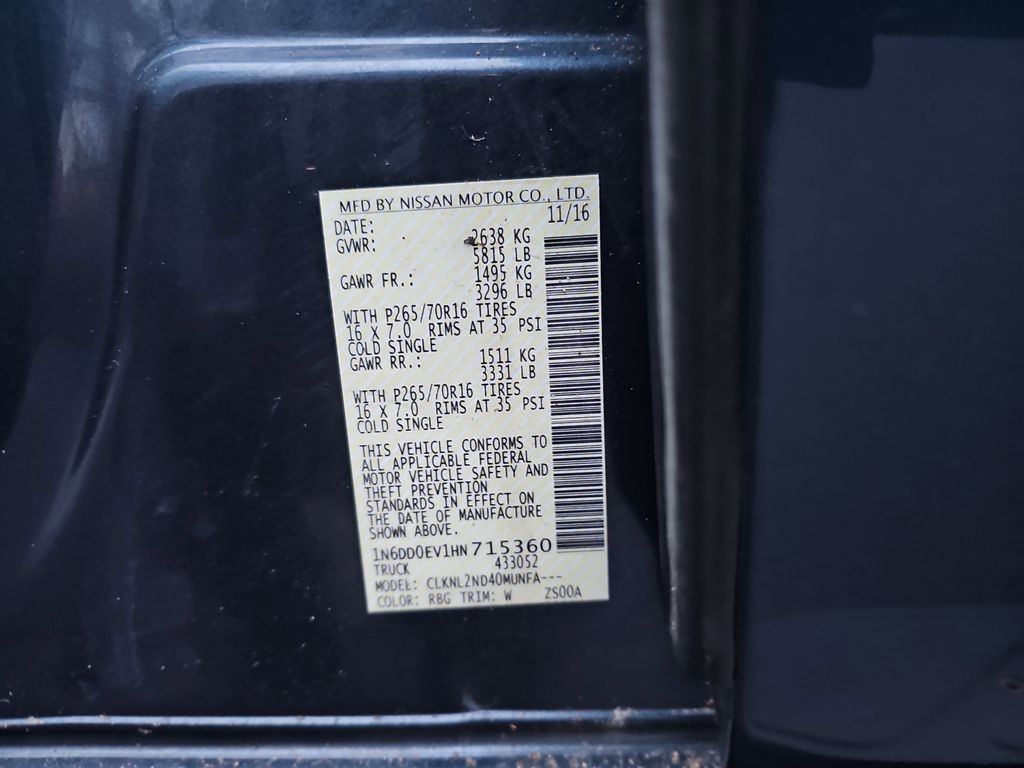 MFD BY NISSAN MOTOR CO., LTD.
DATE: 11/16
GVWR: 2638 KG
5815 LB
GAWR FR.: 1495 KG
3296 LB
WITH P265/70R16 TIRES
16 X 7.0 RIMS AT 35 PSI
COLD SINGLE
GAWR RR.: 1511 KG
3331 LB
WITH P265/70R16 TIRES
16 X 7.0 RIMS AT 35 PSI
COLD SINGLE
THIS VEHICLE CONFORMS TO
ALL APPLICABLE FEDERAL
MOTOR VEHICLE SAFETY AND
THEFT PREVENTION
STANDARDS IN EFFECT ON
THE DATE OF MANUFACTURE
SHOWN ABOVE.
1N6DD0EV1HN 715360
TRUCK 433052
MODEL: CLKNL2ND40MUNFA---
COLOR: RBG TRIM: W ZS00A